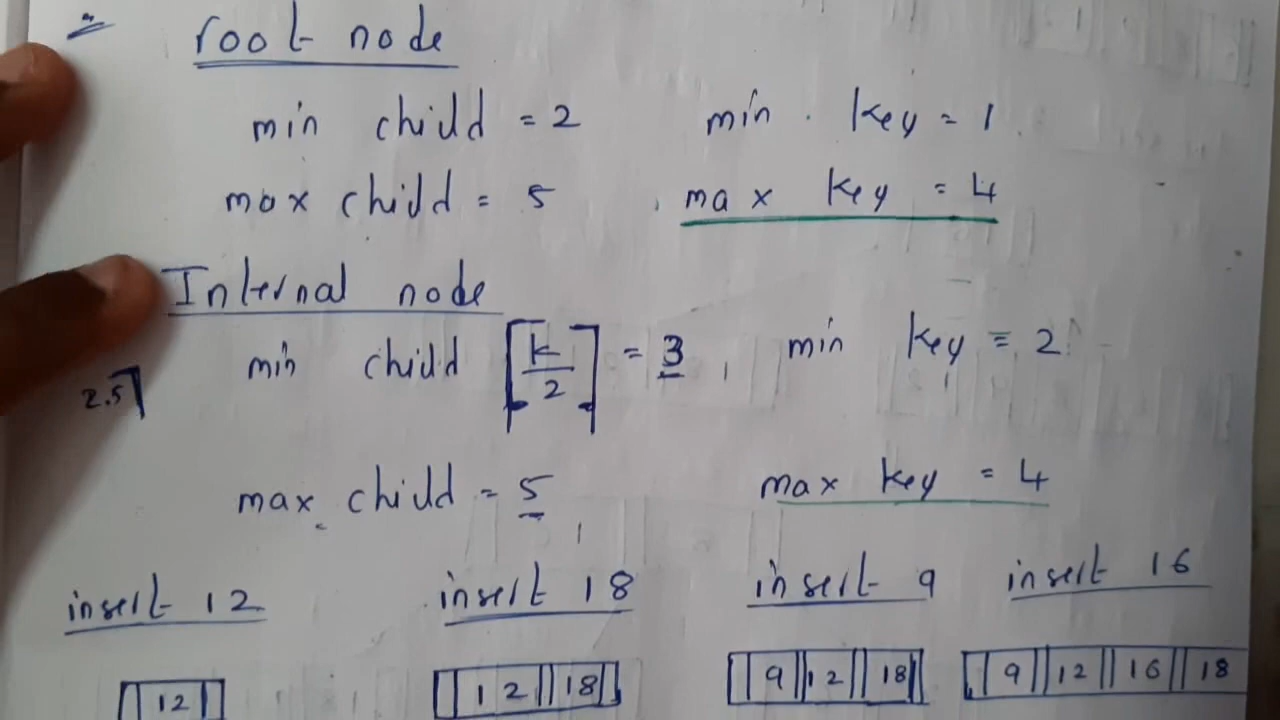 root node
min child = 2 min . key = 1
max child = 5 max key = 4
Internal node
min child ⌈k/2⌉ = 3, min key = 2
2.5⌉
max child = 5 max key = 4
insert 12 insert 18 insert 9 insert 16
12 12 18 9 12 18 9 12 16 18